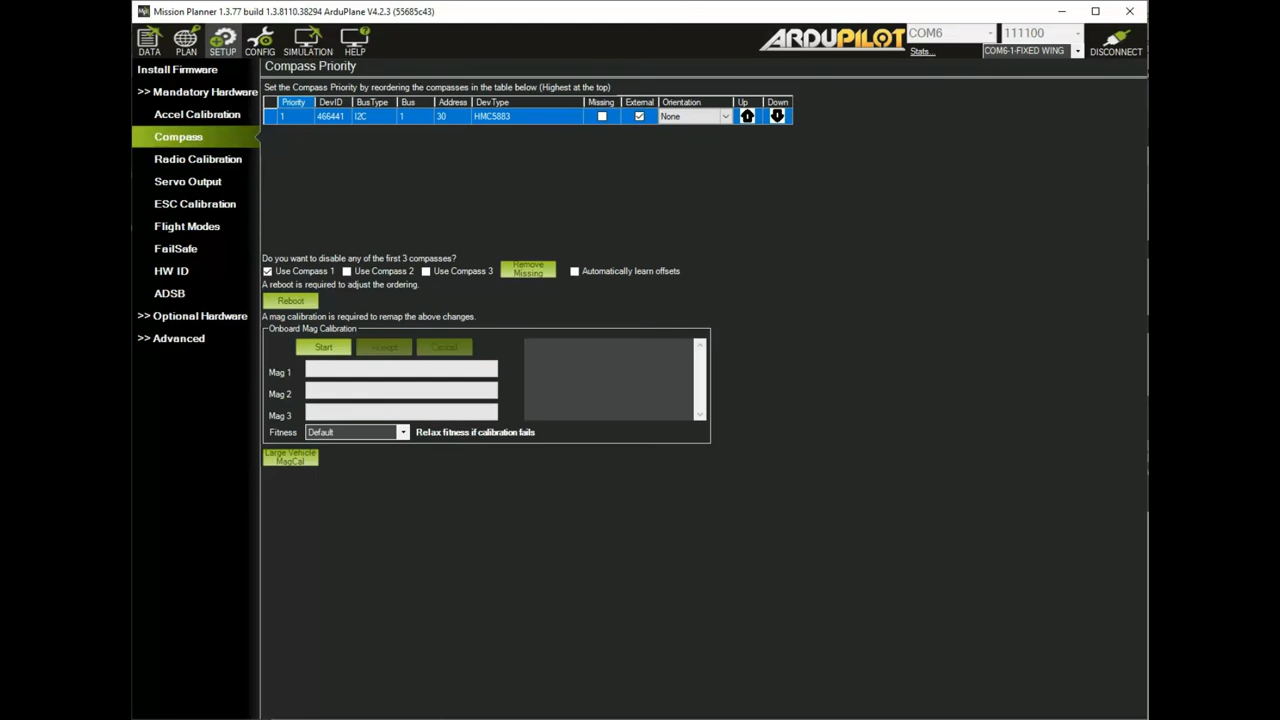 Mission Planner 1.3.77 build 1.3.8110.38294 ArduPlane V4.2.3 (55685c43)
DATA PLAN SETUP CONFIG SIMULATION HELP
ARDUPILOT
COM6 111100
Stats... COM6-1-FIXED WING DISCONNECT
Install Firmware
>> Mandatory Hardware
Accel Calibration
Compass
Radio Calibration
Servo Output
ESC Calibration
Flight Modes
FailSafe
HW ID
ADSB
>> Optional Hardware
>> Advanced
Compass Priority
Set the Compass Priority by reordering the compasses in the table below (Highest at the top)
Priority DevID BusType Bus Address DevType Missing External Orientation Up Down
1 466441 I2C 1 30 HMC5883 None
Do you want to disable any of the first 3 compasses?
Use Compass 1 Use Compass 2 Use Compass 3 Remove Missing Automatically learn offsets
A reboot is required to adjust the ordering.
Reboot
A mag calibration is required to remap the above changes.
Onboard Mag Calibration
Start Accept Cancel
Mag 1
Mag 2
Mag 3
Fitness Default Relax fitness if calibration fails
Large Vehicle
MagCal